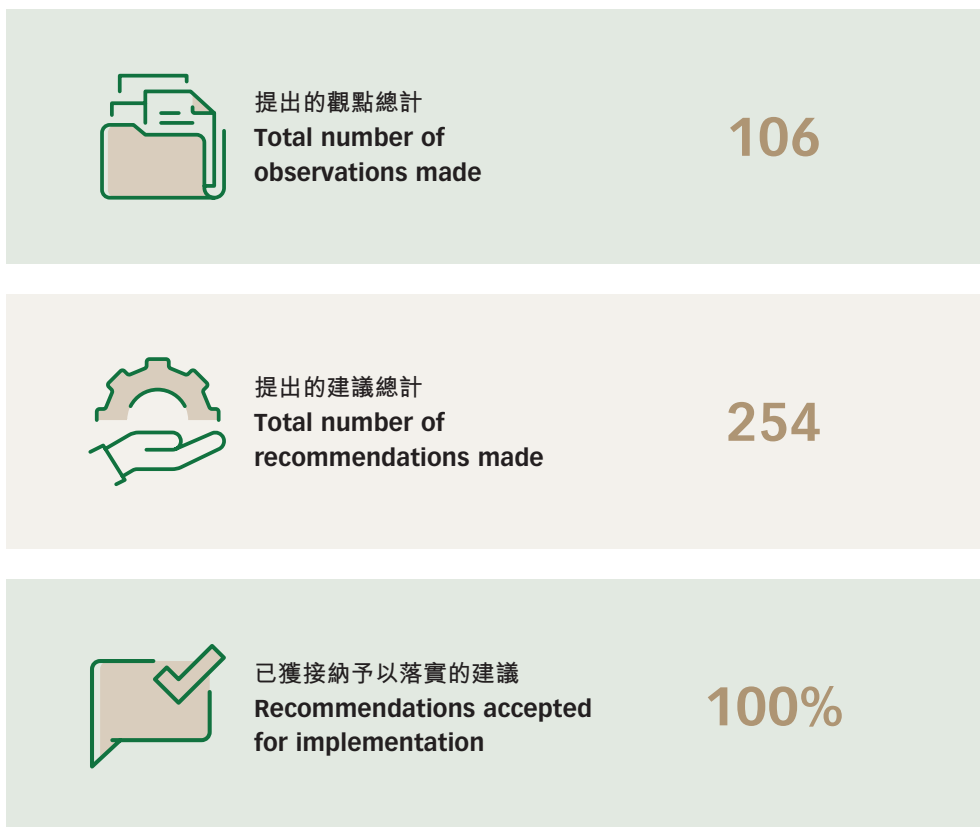 提出的觀點總計
Total number of
observations made
106
提出的建議總計
Total number of
recommendations made
254
已獲接納予以落實的建議
Recommendations accepted
for implementation
100%